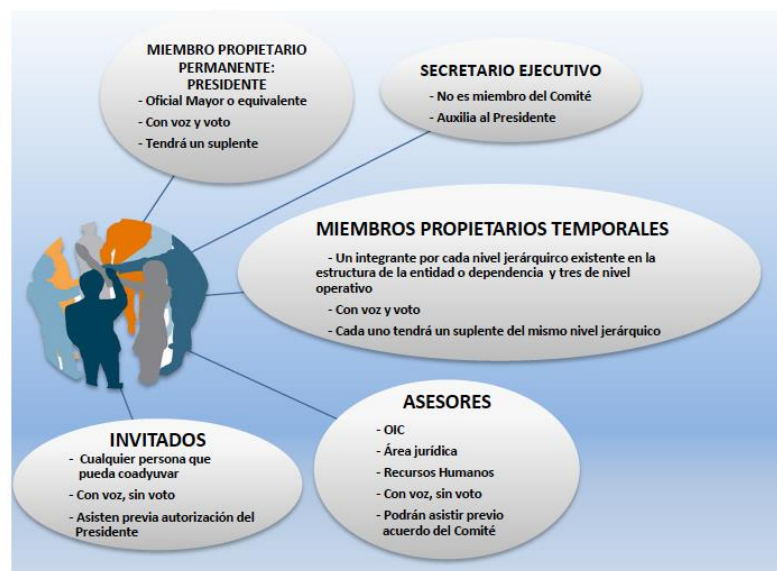 MIEMBRO PROPIETARIO
PERMANENTE:
PRESIDENTE
- Oficial Mayor o equivalente
- Con voz y voto
- Tendrá un suplente
SECRETARIO EJECUTIVO
- No es miembro del Comité
- Auxilia al Presidente
MIEMBROS PROPIETARIOS TEMPORALES
- Un integrante por cada nivel jerárquirco existente en la
estructura de la entidad o dependencia y tres de nivel
operativo
- Con voz y voto
- Cada uno tendrá un suplente del mismo nivel jerárquico
ASESORES
- OIC
- Área jurídica
- Recursos Humanos
- Con voz, sin voto
- Podrán asistir previo
acuerdo del Comité
INVITADOS
- Cualquier persona que
pueda coadyuvar
- Con voz, sin voto
- Asisten previa autorización del
Presidente